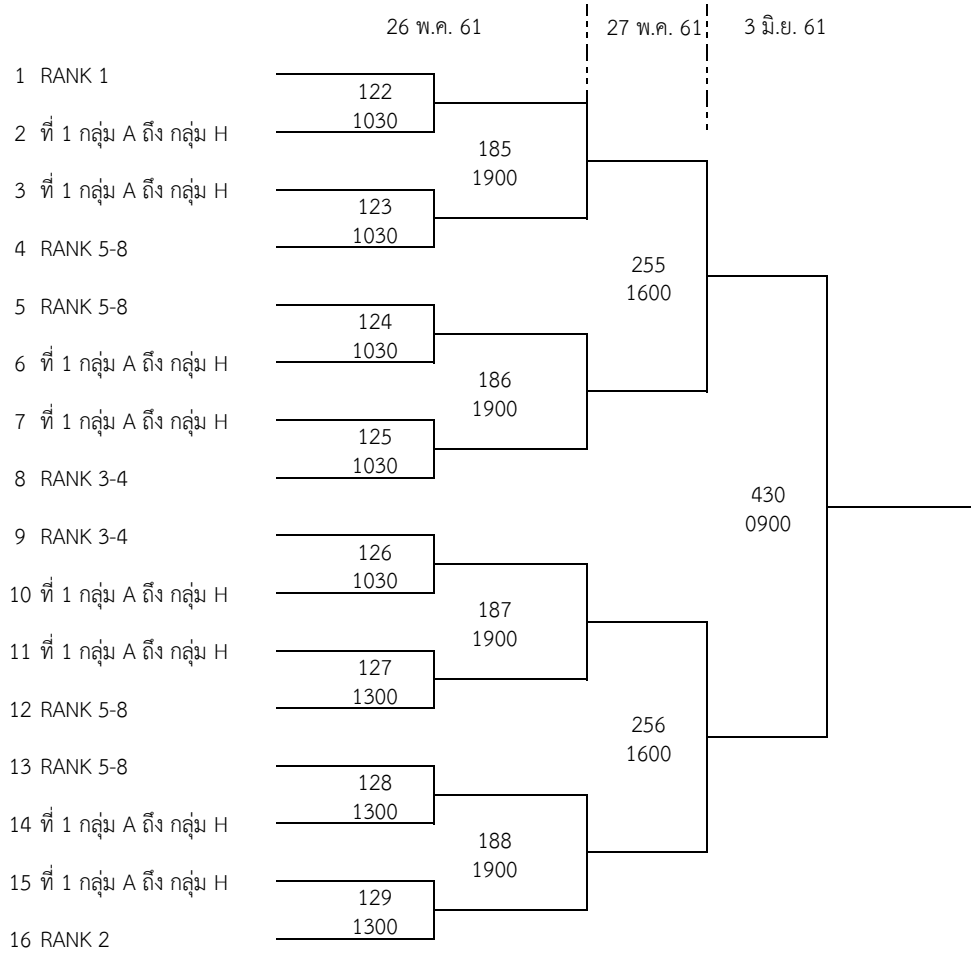 26 พ.ค. 61 27 พ.ค. 61 3 มิ.ย. 61
1 RANK 1
122
1030
2 ที่ 1 กลุ่ม A ถึง กลุ่ม H
185
1900
3 ที่ 1 กลุ่ม A ถึง กลุ่ม H
123
1030
4 RANK 5-8
255
1600
5 RANK 5-8
124
1030
6 ที่ 1 กลุ่ม A ถึง กลุ่ม H
186
1900
7 ที่ 1 กลุ่ม A ถึง กลุ่ม H
125
1030
8 RANK 3-4
430
0900
9 RANK 3-4
126
1030
10 ที่ 1 กลุ่ม A ถึง กลุ่ม H
187
1900
11 ที่ 1 กลุ่ม A ถึง กลุ่ม H
127
1300
12 RANK 5-8
256
1600
13 RANK 5-8
128
1300
14 ที่ 1 กลุ่ม A ถึง กลุ่ม H
188
1900
15 ที่ 1 กลุ่ม A ถึง กลุ่ม H
129
1300
16 RANK 2